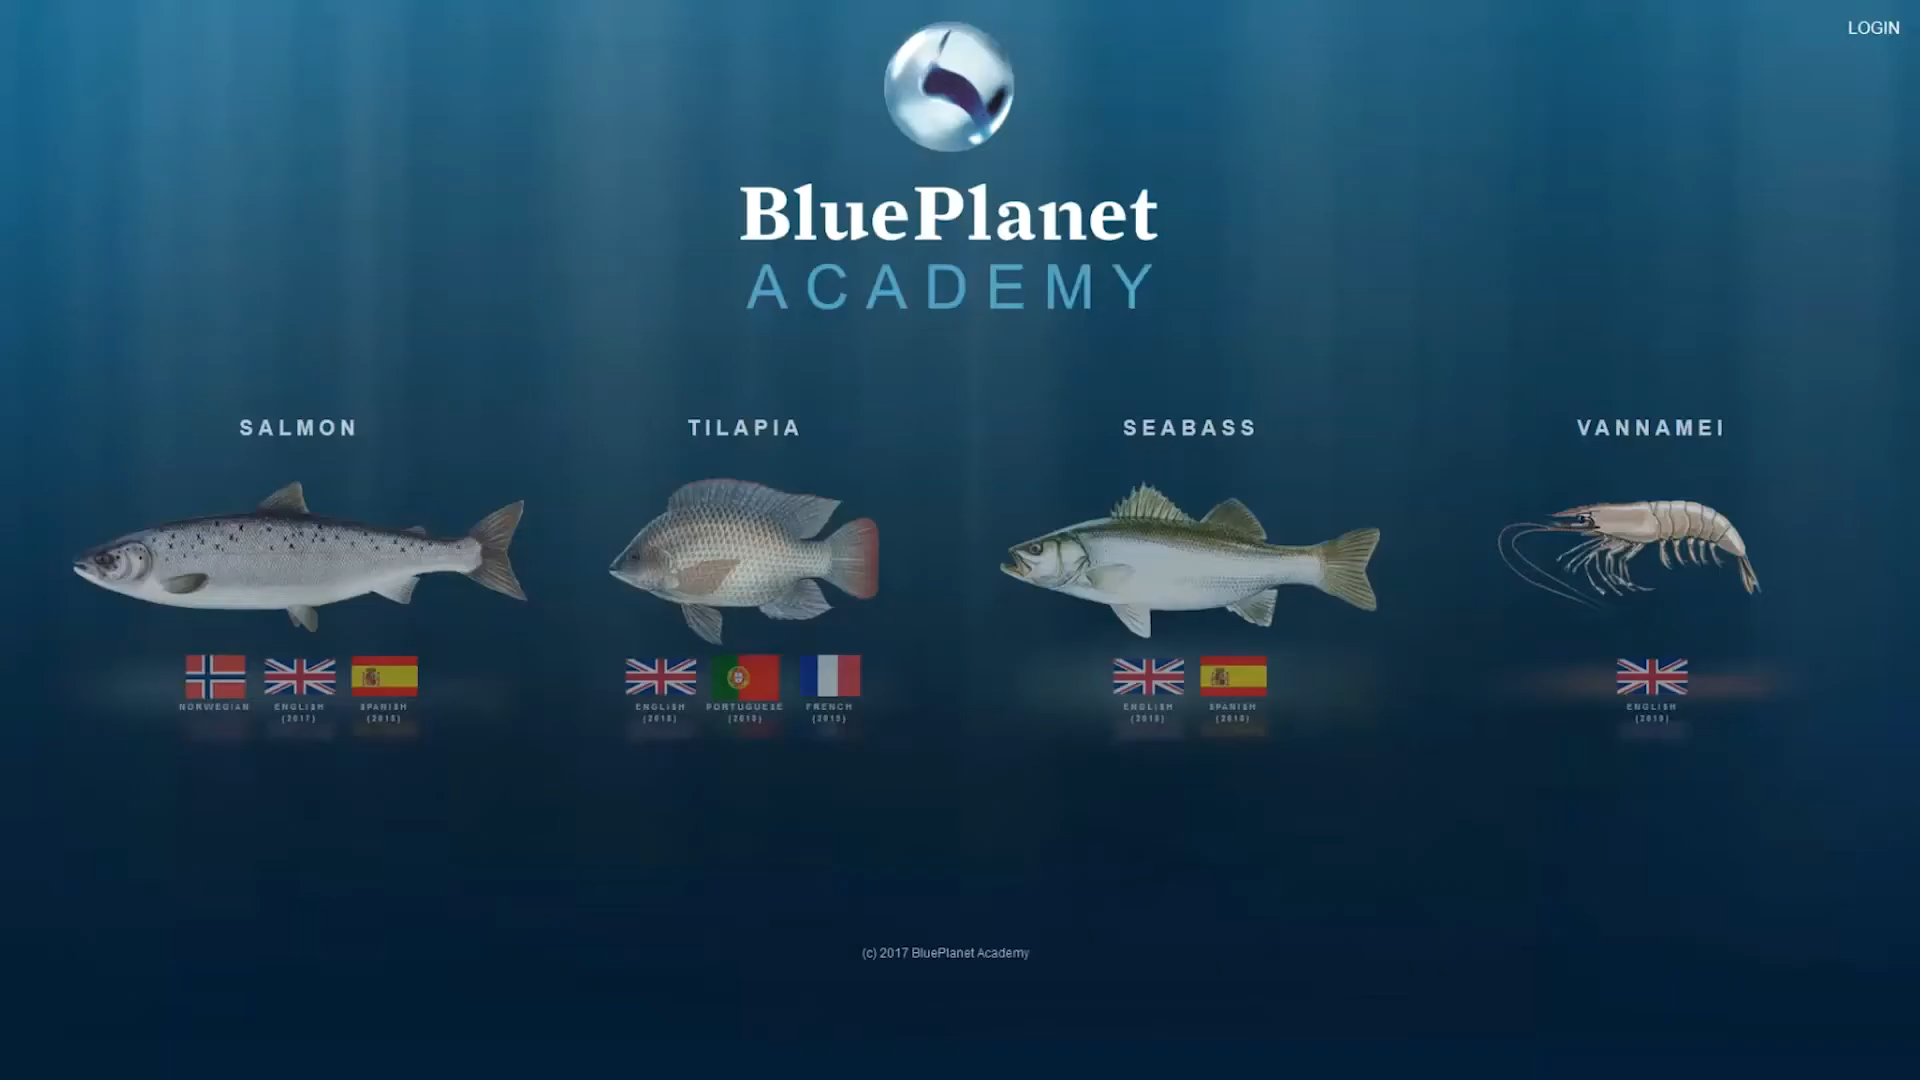 LOGIN
BluePlanet
ACADEMY
SALMON
TILAPIA
SEABASS
VANNAMEI
NORWEGIAN
ENGLISH
(2017)
SPANISH
ENGLISH
PORTUGUESE
FRENCH
ENGLISH
SPANISH
ENGLISH
(c) 2017 BluePlanet Academy